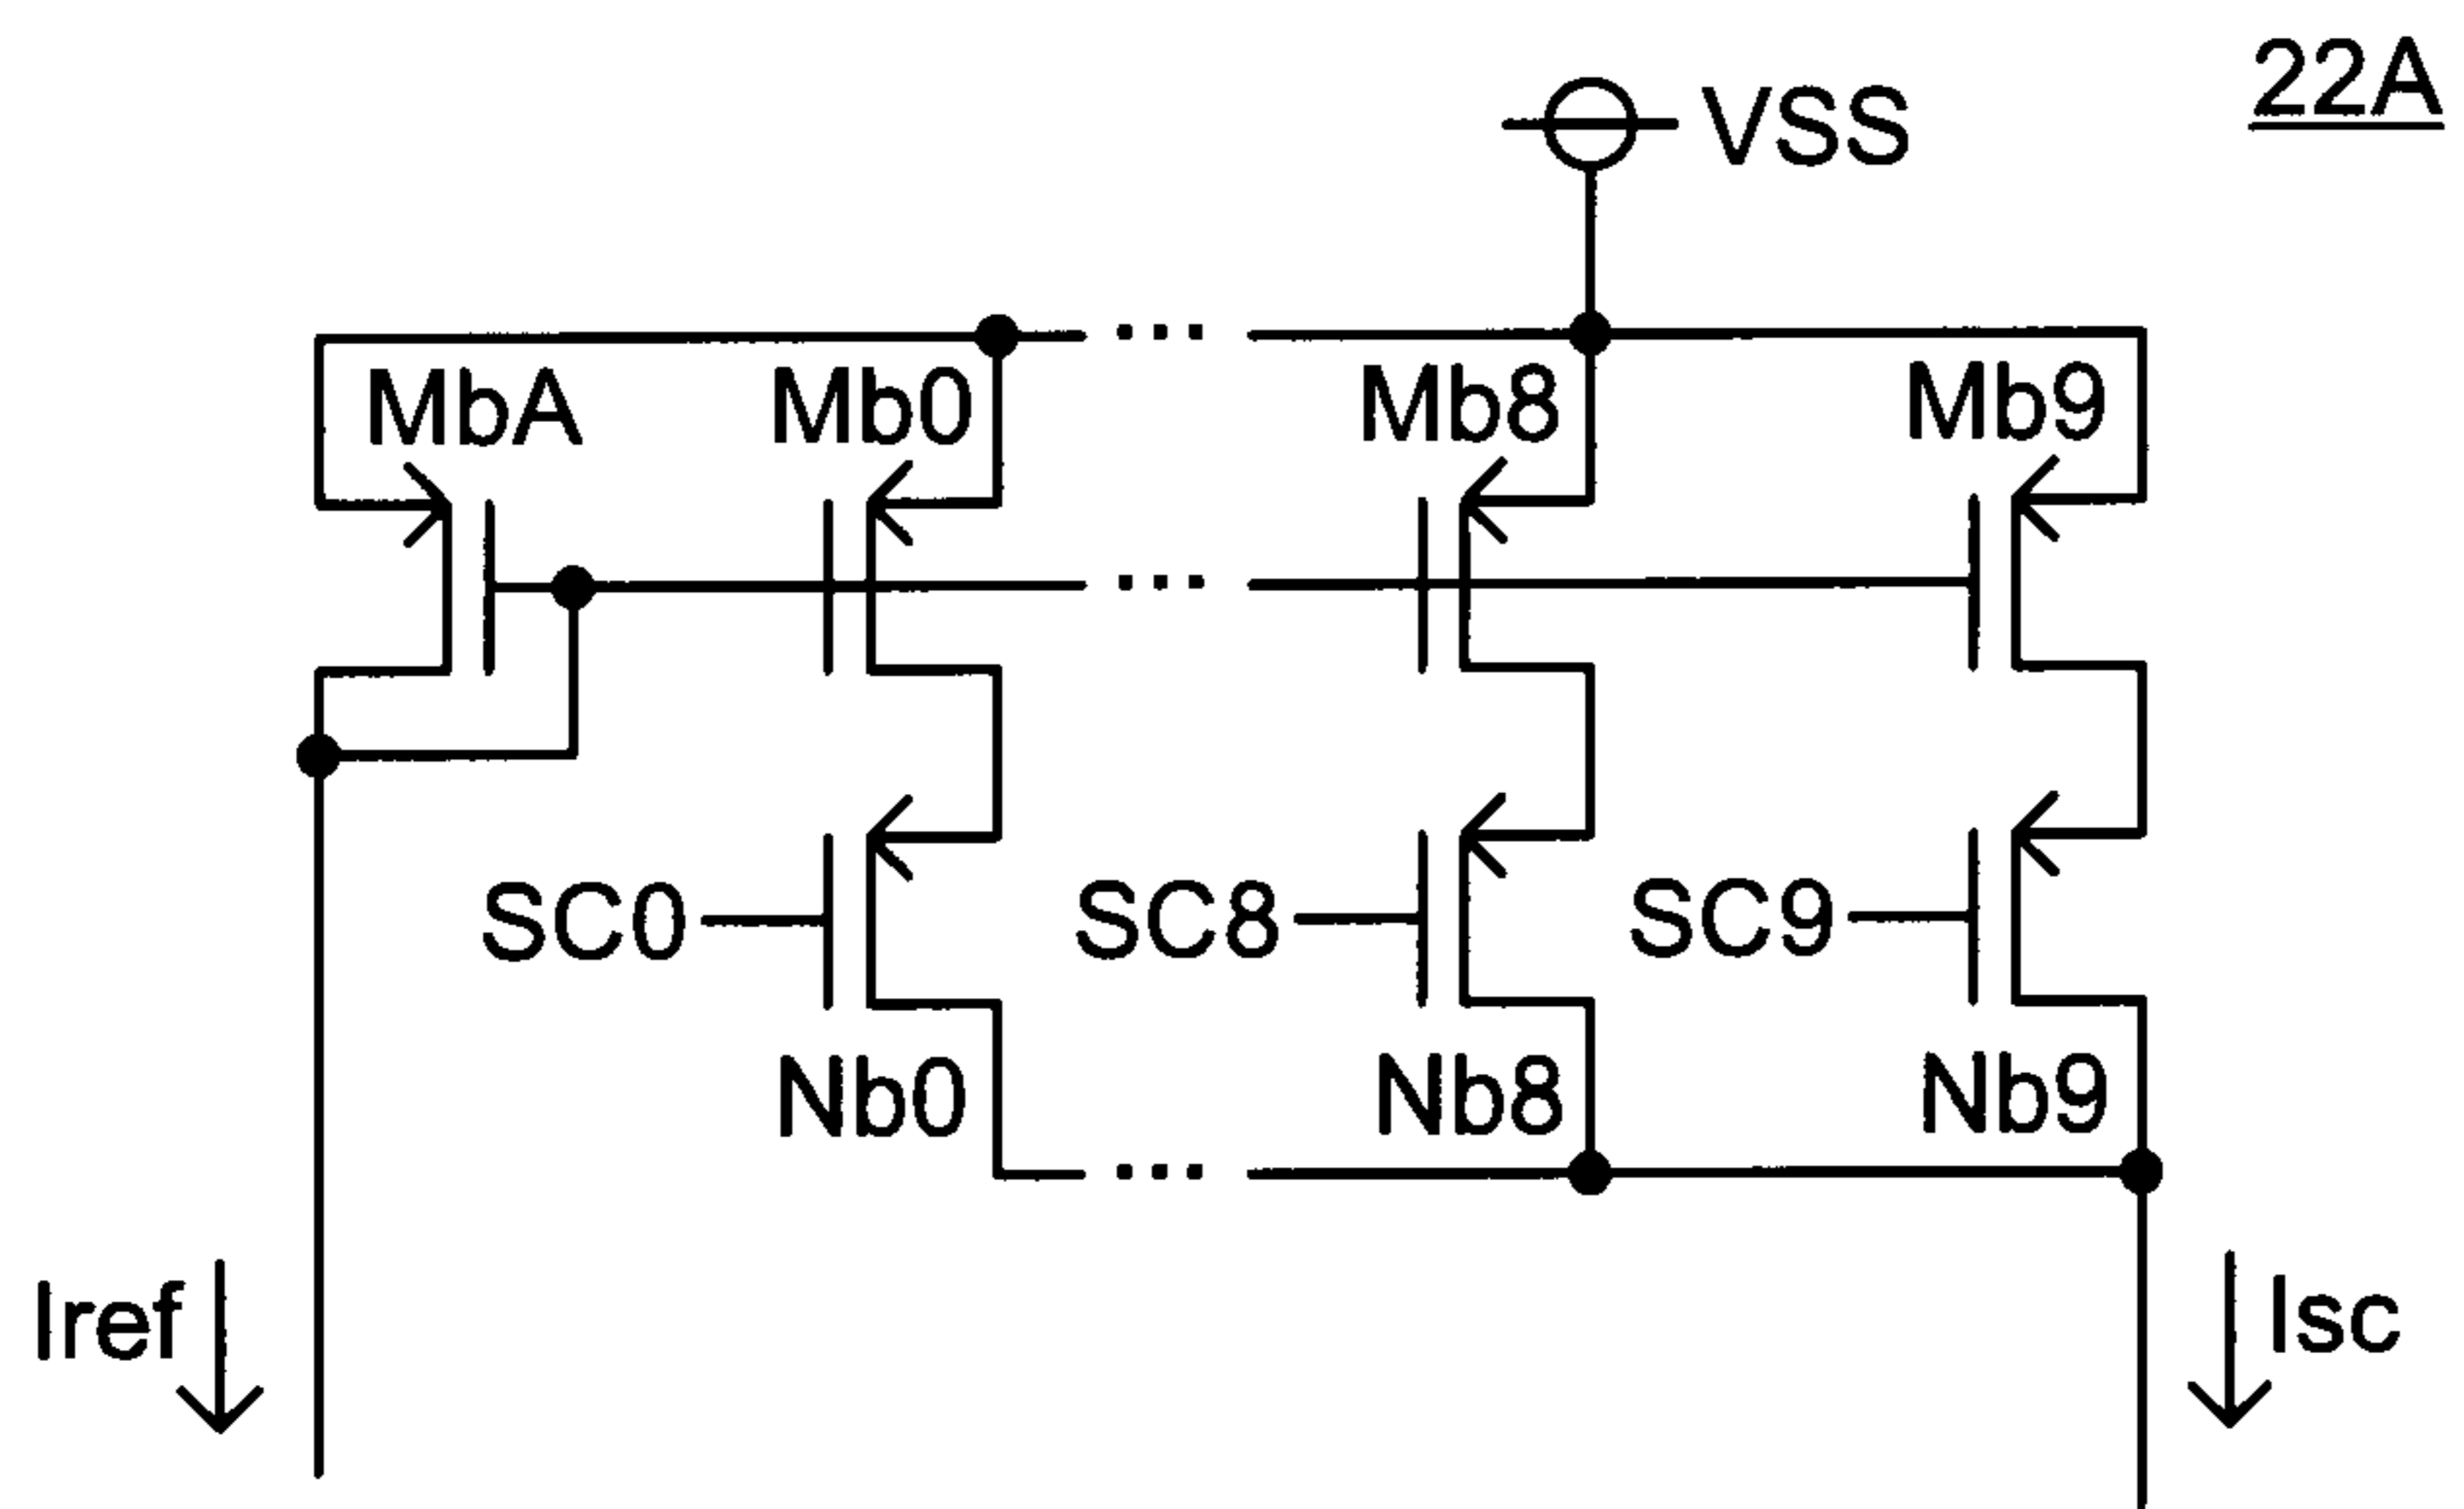 22A
VSS
MbA
Mb0
Mb8
Mb9
SC0
SC8
SC9
Nb0
Nb8
Nb9
Iref
Isc